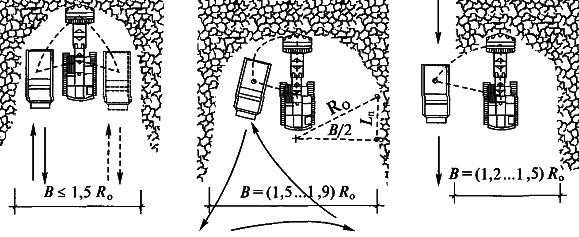 B ≤ 1,5 Rₒ
Rₒ
B/2
Lₙ
B = (1,5...1,9) Rₒ
B = (1,2...1,5) Rₒ